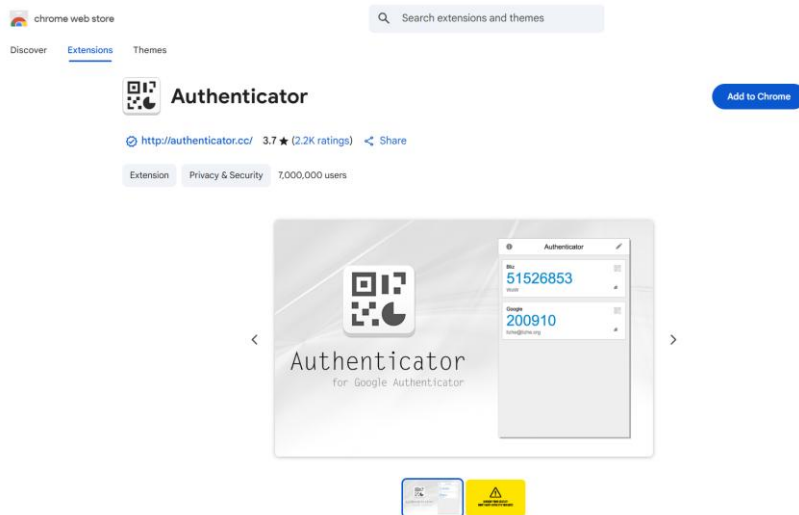 chrome web store
Search extensions and themes
Discover Extensions Themes
Authenticator
Add to Chrome
http://authenticator.cc/ 3.7 ★ (2.2K ratings) Share
Extension Privacy & Security 7,000,000 users
Authenticator
51526853
Google
200910
Authenticator
for Google Authenticator